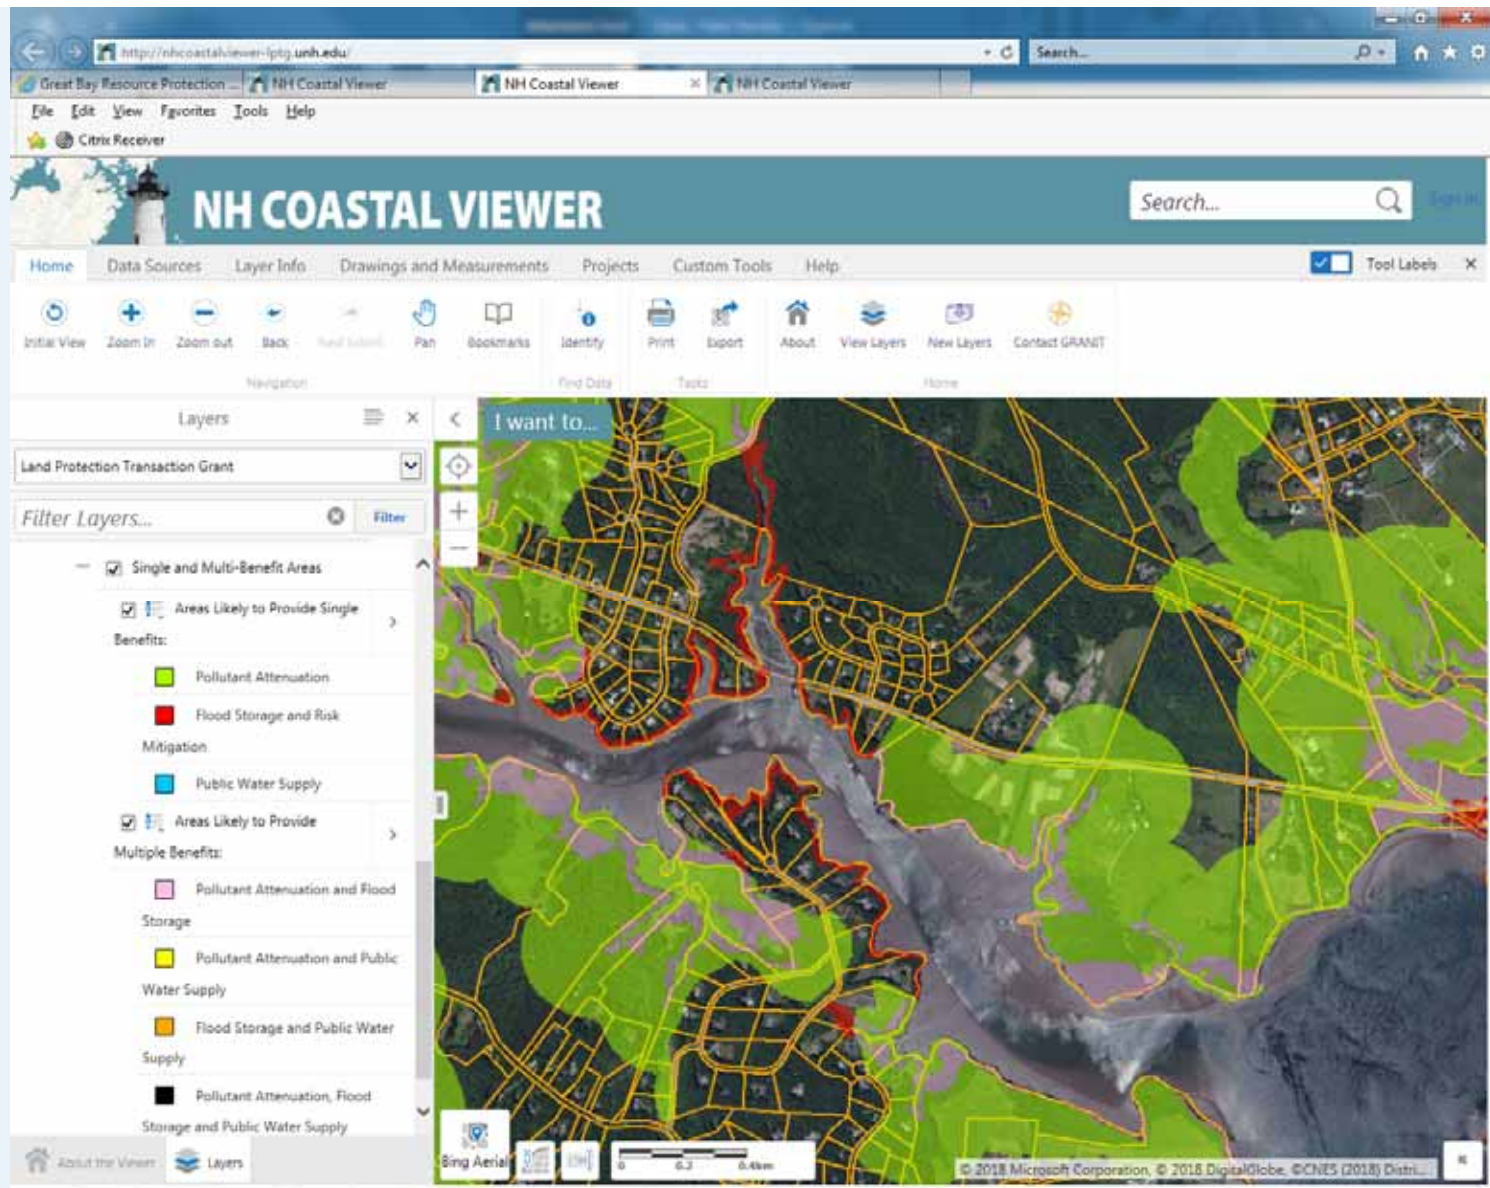 http://nhcoastalviewer-lptg.unh.edu/
Search...
Great Bay Resource Protection ...
NH Coastal Viewer
NH Coastal Viewer
NH Coastal Viewer
File Edit View Favorites Tools Help
Citrix Receiver
NH COASTAL VIEWER
Search...
Sign in
Home Data Sources Layer Info Drawings and Measurements Projects Custom Tools Help
Tool Labels
Initial View Zoom In Zoom out Back Pan Bookmarks Identify Print Export About View Layers New Layers Contact GRANIT
Navigation Find Data Tasks Home
Layers
I want to...
Land Protection Transaction Grant
Filter Layers...
Filter
Single and Multi-Benefit Areas
Areas Likely to Provide Single
Benefits:
Pollutant Attenuation
Flood Storage and Risk
Mitigation
Public Water Supply
Areas Likely to Provide
Multiple Benefits:
Pollutant Attenuation and Flood
Storage
Pollutant Attenuation and Public
Water Supply
Flood Storage and Public Water
Supply
Pollutant Attenuation, Flood
Storage and Public Water Supply
About the Viewer
Layers
Bing Aerial
0 0.2 0.4km
© 2018 Microsoft Corporation, © 2018 DigitalGlobe, ©CNES (2018) Distri...